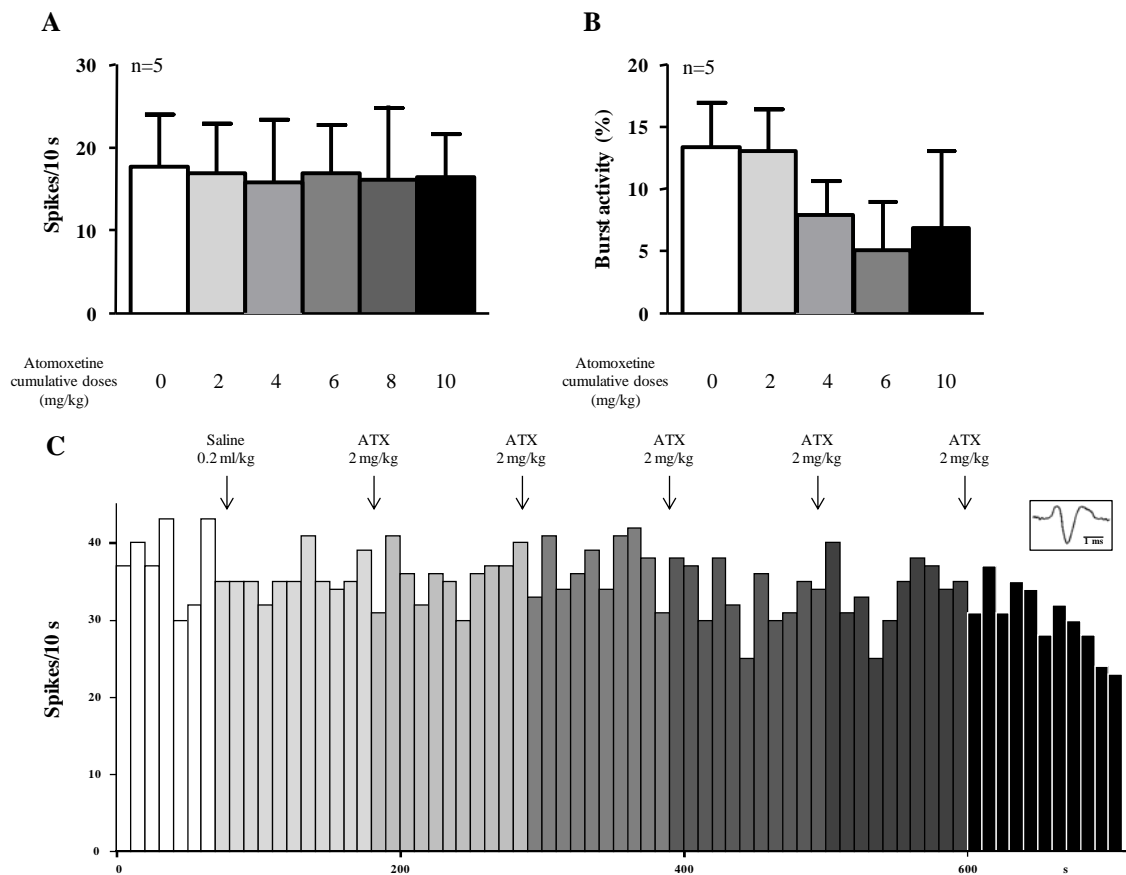 A
B
30
n=5
20
10
0
Spikes/10 s
20
n=5
15
10
5
0
Burst activity (%)
Atomoxetine
cumulative doses
(mg/kg)
0 2 4 6 8 10
Atomoxetine
cumulative doses
(mg/kg)
0 2 4 6 10
C
Saline
0.2 ml/kg
ATX
2 mg/kg
ATX
2 mg/kg
ATX
2 mg/kg
ATX
2 mg/kg
ATX
2 mg/kg
1 ms
40
30
20
10
0
Spikes/10 s
0 200 400 600 s